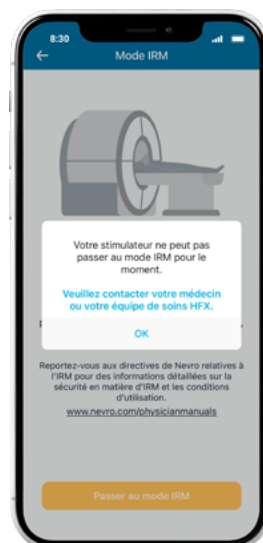 8:30
Mode IRM
Votre stimulateur ne peut pas
passer au mode IRM pour le
moment.
Veuillez contacter votre médecin
ou votre équipe de soins HFX.
OK
Reportez-vous aux directives de Nevro relatives à
l'IRM pour des informations détaillées sur la
sécurité en matière d'IRM et les conditions
d'utilisation.
www.nevro.com/physicianmanuals
Passer au mode IRM